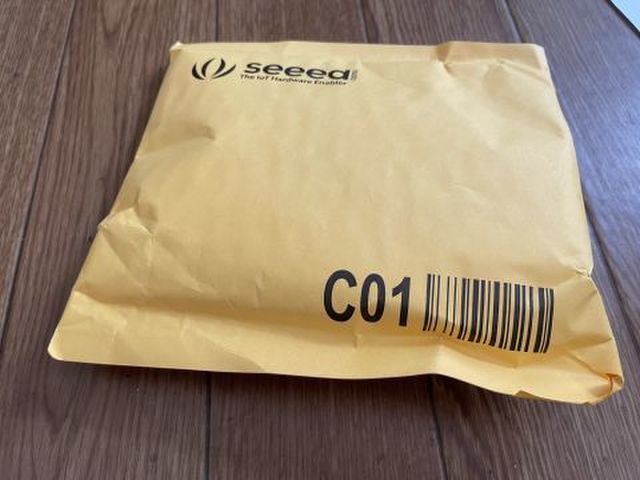 seeed
The IoT Hardware Enabler
C01